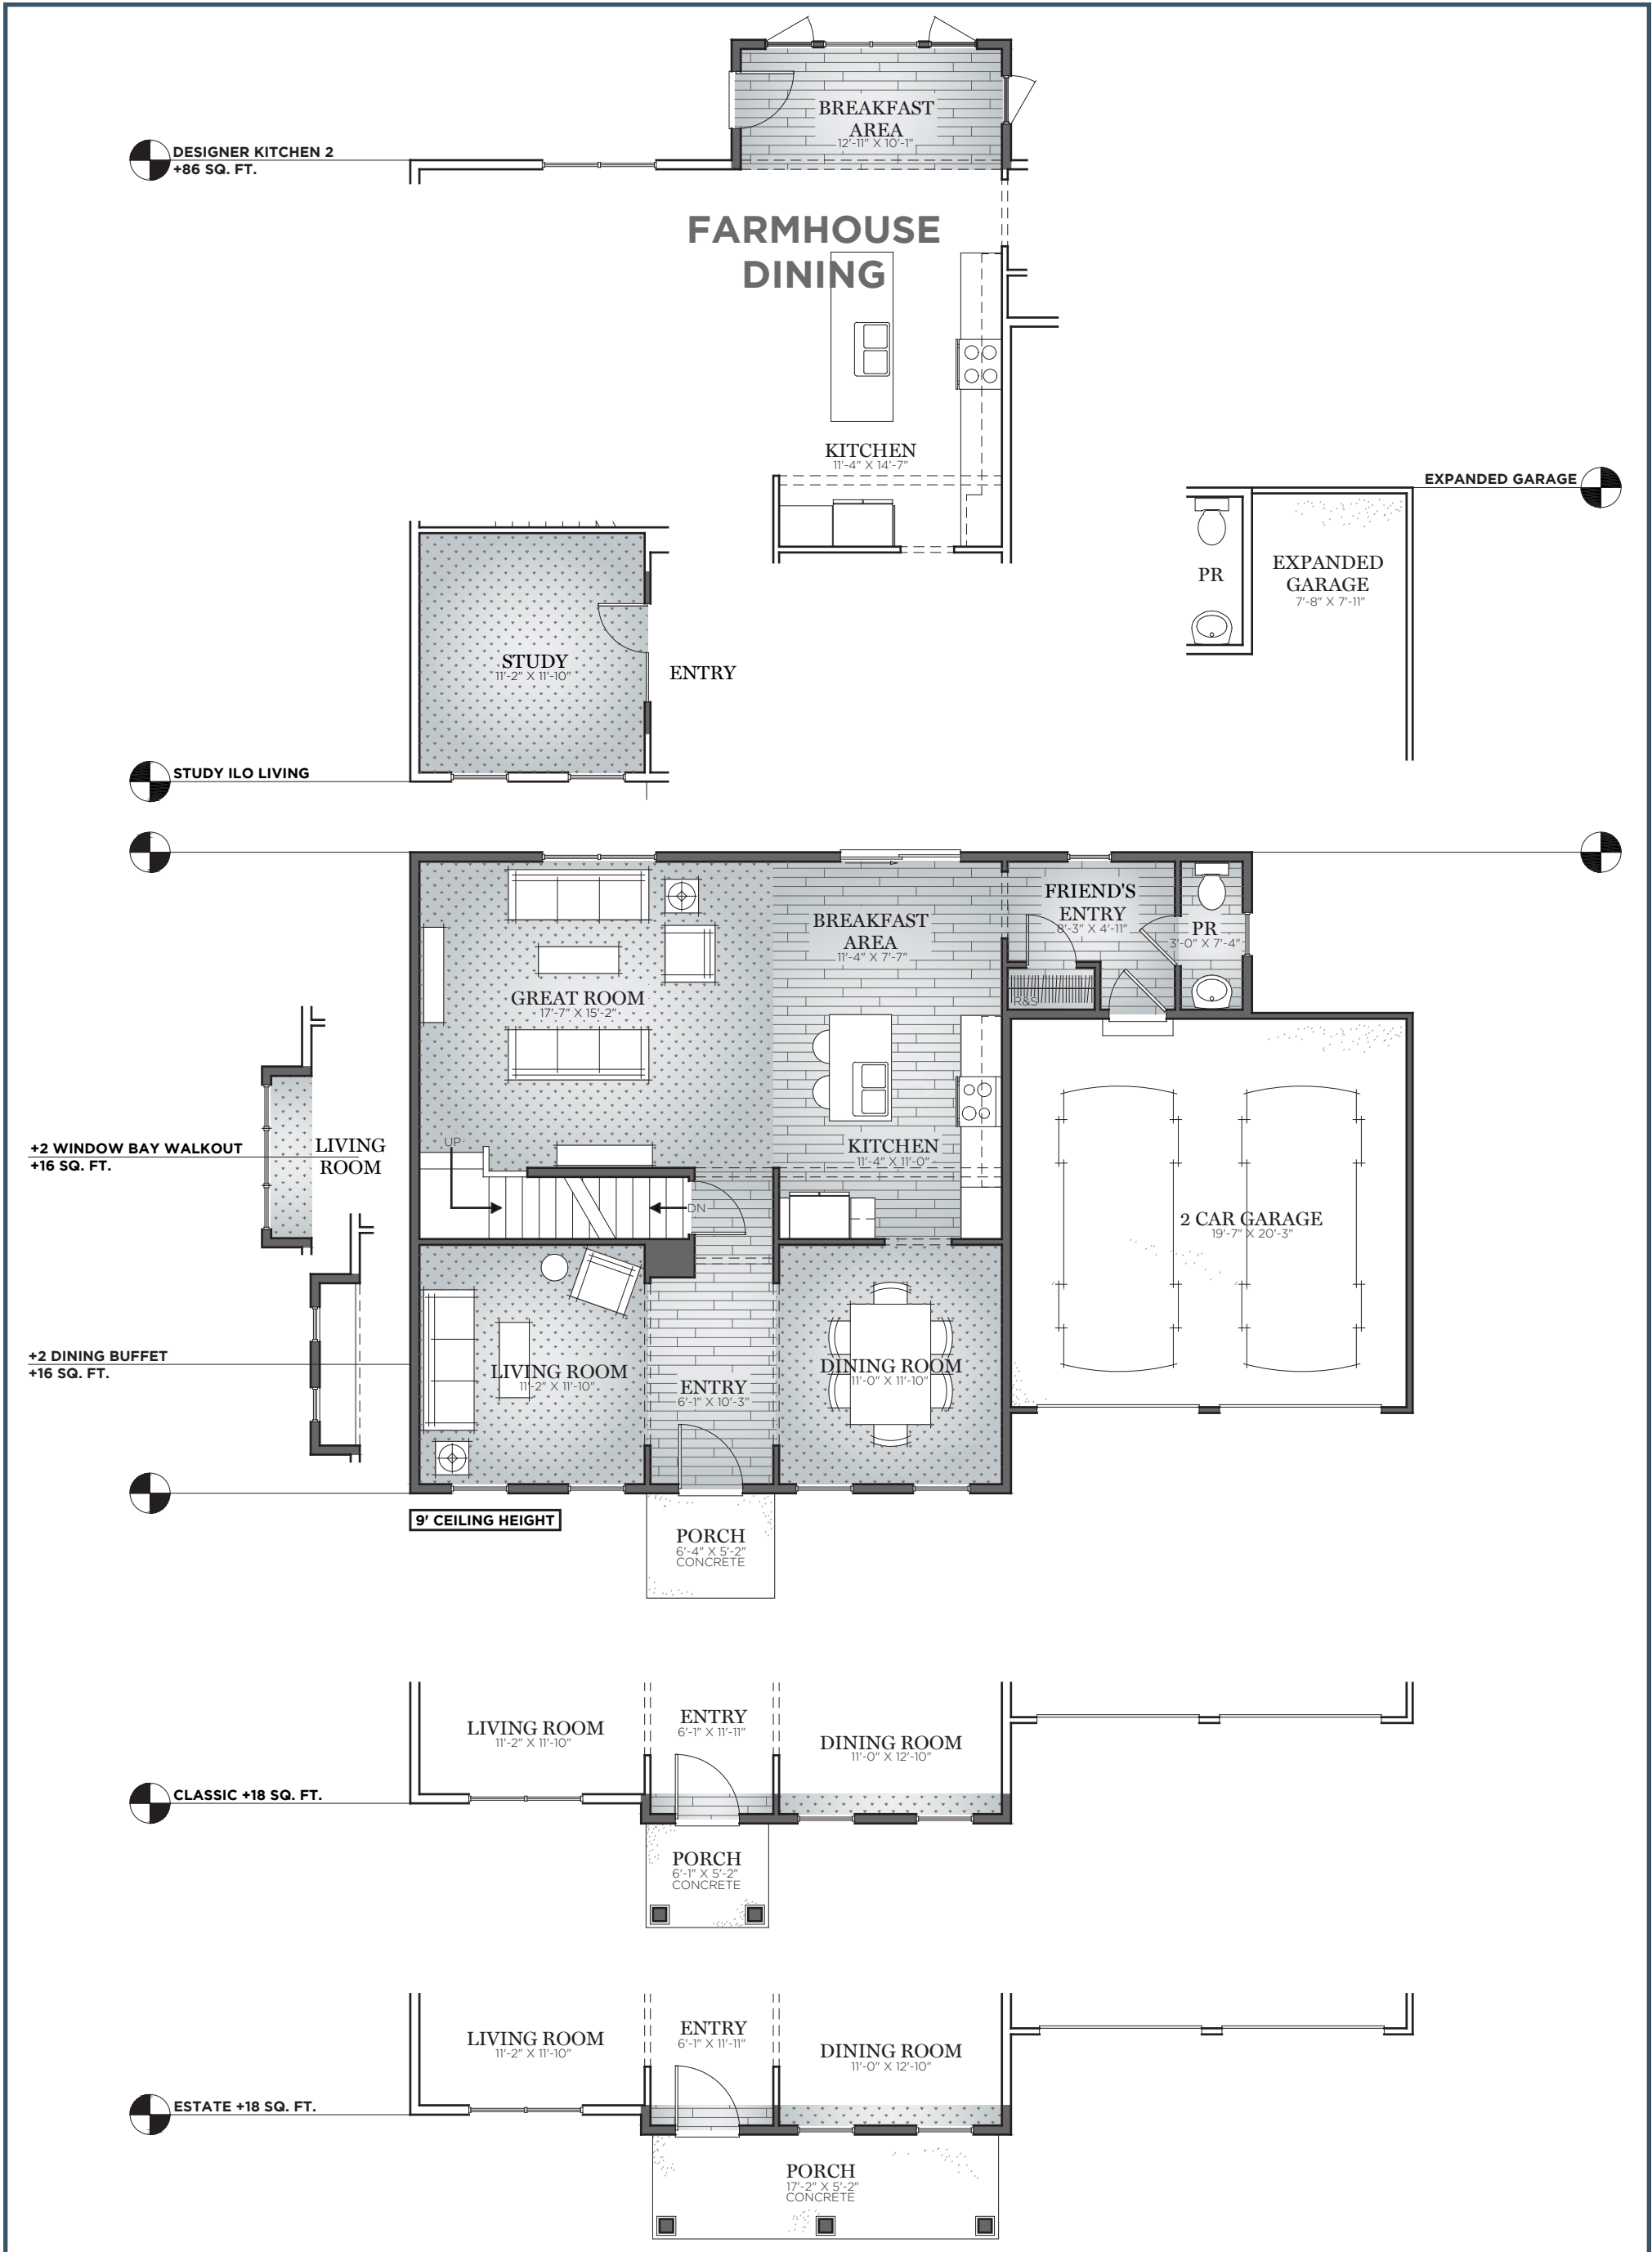 BREAKFAST
AREA
12'-11" X 10'-1"
DESIGNER KITCHEN 2
+86 SQ. FT.
FARMHOUSE
DINING
KITCHEN
11'-4" X 14'-7"
EXPANDED GARAGE
PR
EXPANDED
GARAGE
7'-8" X 7'-11"
STUDY
11'-2" X 11'-10"
ENTRY
STUDY ILO LIVING
BREAKFAST
AREA
11'-4" X 7'-7"
FRIEND'S
ENTRY
8'-3" X 4'-11"
PR
3'-0" X 7'-4"
R&S
GREAT ROOM
17'-7" X 15'-2"
UP
KITCHEN
11'-4" X 11'-0"
DN
2 CAR GARAGE
19'-7" X 20'-3"
+2 WINDOW BAY WALKOUT
+16 SQ. FT.
LIVING
ROOM
+2 DINING BUFFET
+16 SQ. FT.
LIVING ROOM
11'-2" X 11'-10"
ENTRY
6'-1" X 10'-3"
DINING ROOM
11'-0" X 11'-10"
9' CEILING HEIGHT
PORCH
6'-4" X 5'-2"
CONCRETE
LIVING ROOM
11'-2" X 11'-10"
ENTRY
6'-1" X 11'-11"
DINING ROOM
11'-0" X 12'-10"
CLASSIC +18 SQ. FT.
PORCH
6'-1" X 5'-2"
CONCRETE
LIVING ROOM
11'-2" X 11'-10"
ENTRY
6'-1" X 11'-11"
DINING ROOM
11'-0" X 12'-10"
ESTATE +18 SQ. FT.
PORCH
17'-2" X 5'-2"
CONCRETE